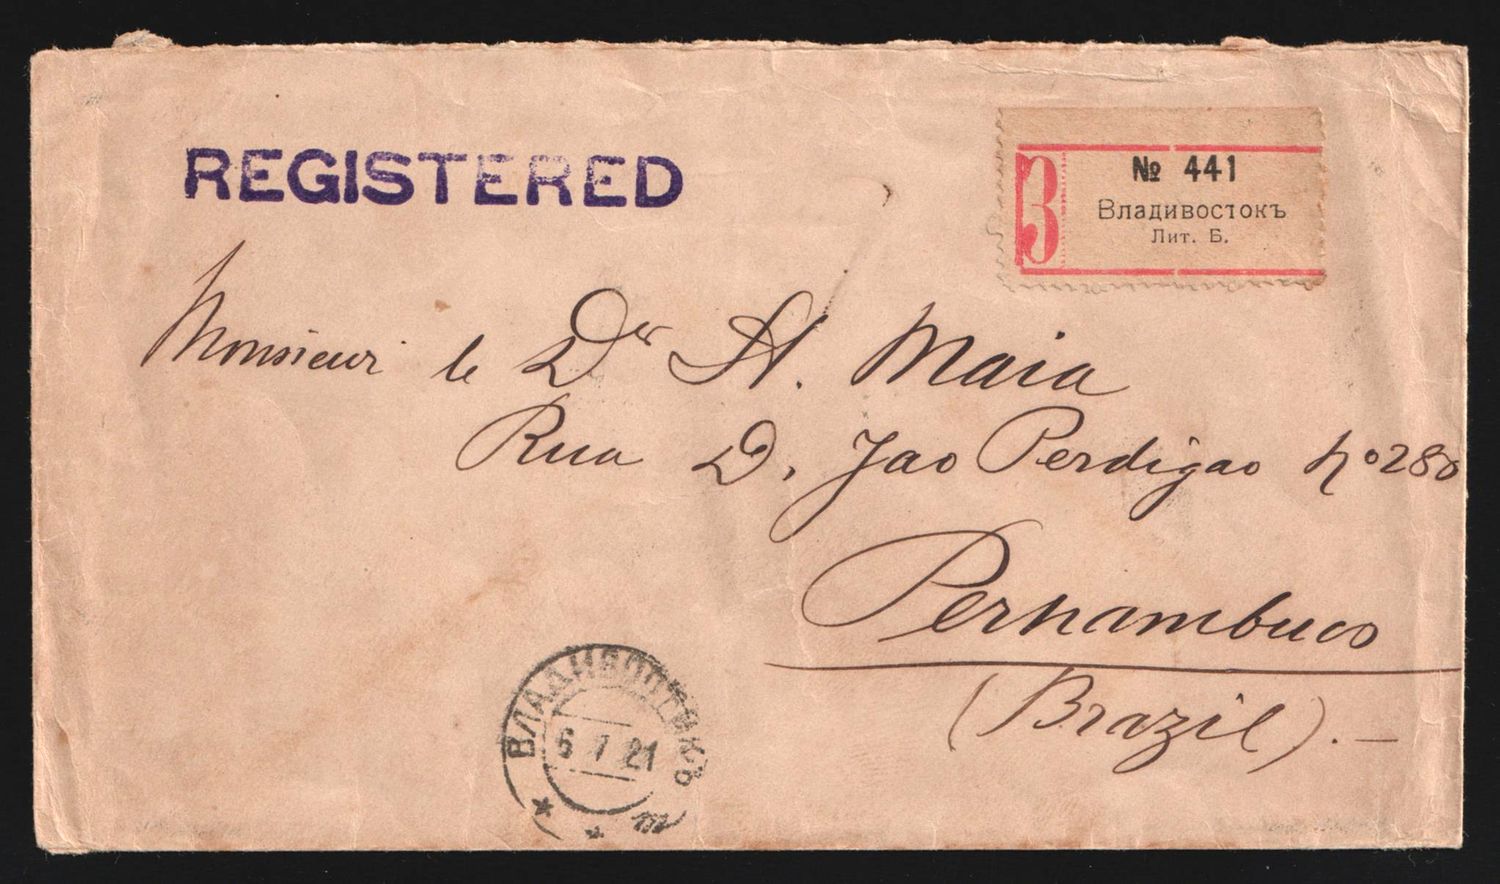 REGISTERED
З
№ 441
Владивостокъ
Лит. Б.
Monsieur le Dr H. Maia
Rua D. Jao Perdigao no 280
Pernambuco
(Brazil).–
ВЛАДИВОСТОКЪ
6 7 21